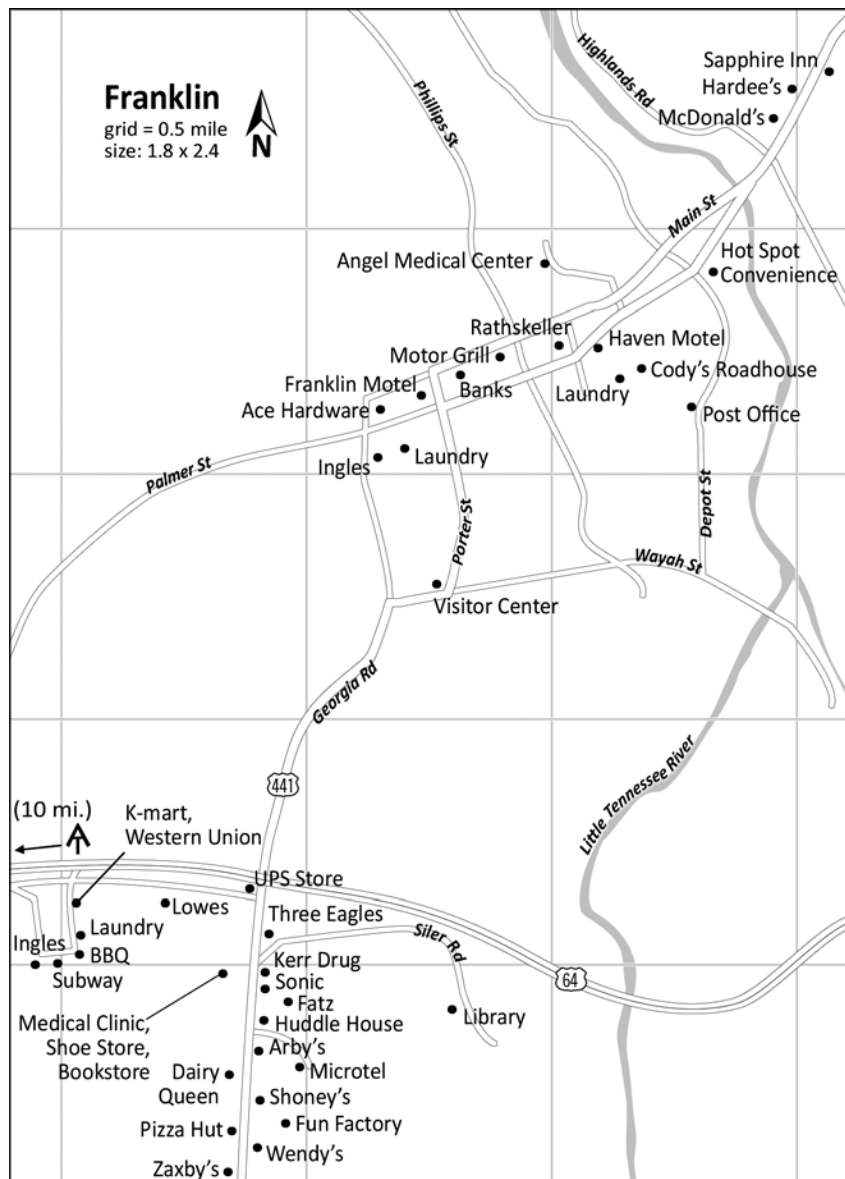 Franklin
grid = 0.5 mile
size: 1.8 x 2.4
N
Phillips St
Highlands Rd
Sapphire Inn
Hardee's
McDonald's
Main St
Angel Medical Center
Hot Spot
Convenience
Rathskeller
Haven Motel
Motor Grill
Cody's Roadhouse
Franklin Motel
Banks
Laundry
Ace Hardware
Post Office
Palmer St
Ingles
Laundry
Porter St
Depot St
Wayah St
Visitor Center
Georgia Rd
441
Little Tennessee River
(10 mi.)
K-mart,
Western Union
UPS Store
Lowes
Three Eagles
Laundry
Siler Rd
Ingles
BBQ
Subway
Kerr Drug
Sonic
64
Fatz
Library
Medical Clinic,
Shoe Store,
Bookstore
Huddle House
Arby's
Microtel
Dairy
Queen
Shoney's
Fun Factory
Pizza Hut
Wendy's
Zaxby's